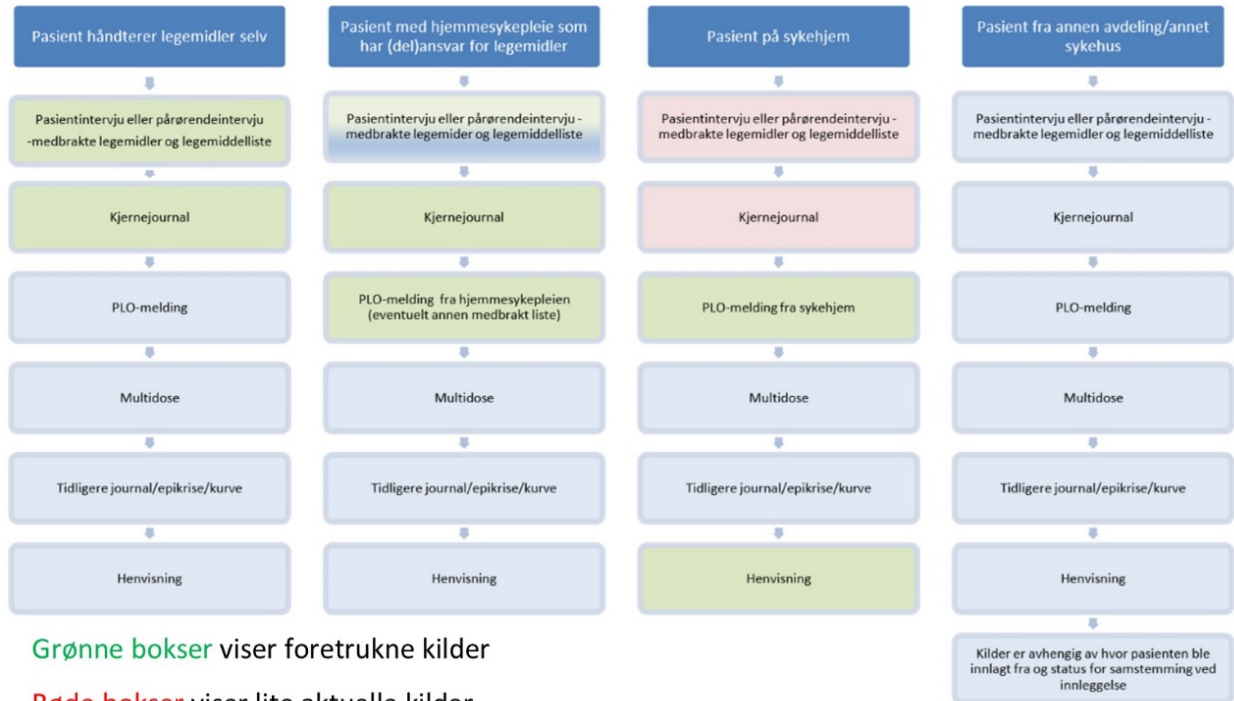 Pasient håndterer legemidler selv
Pasientintervju eller pårørendeintervju
-medbrakte legemidler og legemiddelliste
Kjernejournal
PLO-melding
Multidose
Tidligere journal/epikrise/kurve
Henvisning
Pasient med hjemmesykepleie som
har (del)ansvar for legemidler
Pasientintervju eller pårørendeintervju -
medbrakte legemider og legemiddelliste
Kjernejournal
PLO-melding fra hjemmesykepleien
(eventuelt annen medbrakt liste)
Multidose
Tidligere journal/epikrise/kurve
Henvisning
Pasient på sykehjem
Pasientintervju eller pårørendeintervju -
medbrakte legemidler og legemiddelliste
Kjernejournal
PLO-melding fra sykehjem
Multidose
Tidligere journal/epikrise/kurve
Henvisning
Pasient fra annen avdeling/annet
sykehus
Pasientintervju eller pårørendeintervju -
medbrakte legemidler og legemiddelliste
Kjernejournal
PLO-melding
Multidose
Tidligere journal/epikrise/kurve
Henvisning
Kilder er avhengig av hvor pasienten ble
innlagt fra og status for samstemming ved
innleggelse
Grønne bokser viser foretrukne kilder
Røde bokser viser lite aktuelle kilder